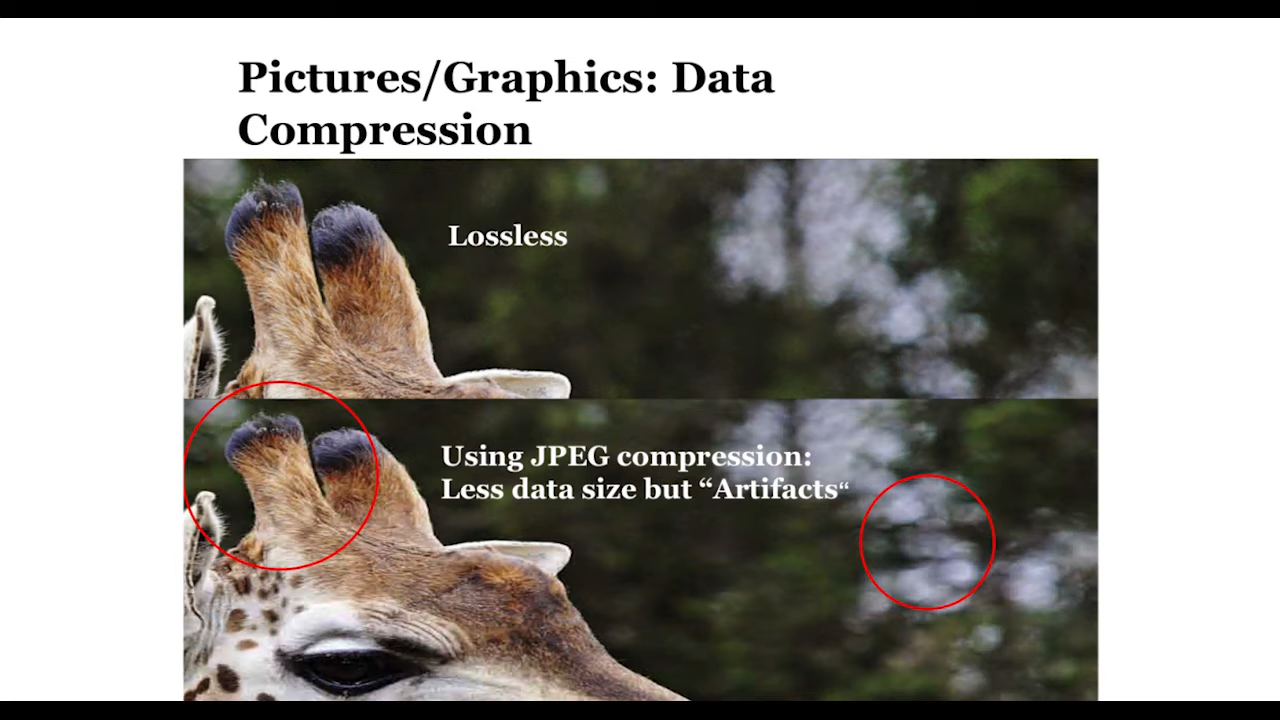 Pictures/Graphics: Data
Compression
Lossless
Using JPEG compression:
Less data size but “Artifacts“